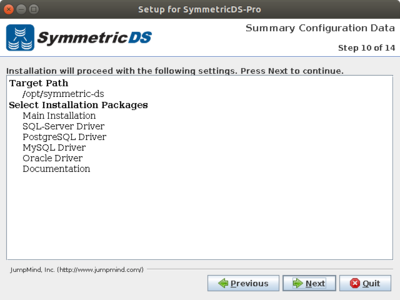 Setup for SymmetricDS-Pro
SymmetricDS
Summary Configuration Data
Step 10 of 14
Installation will proceed with the following settings. Press Next to continue.
Target Path
/opt/symmetric-ds
Select Installation Packages
Main Installation
SQL-Server Driver
PostgreSQL Driver
MySQL Driver
Oracle Driver
Documentation
JumpMind, Inc. (http://www.jumpmind.com/)
Previous
Next
Quit